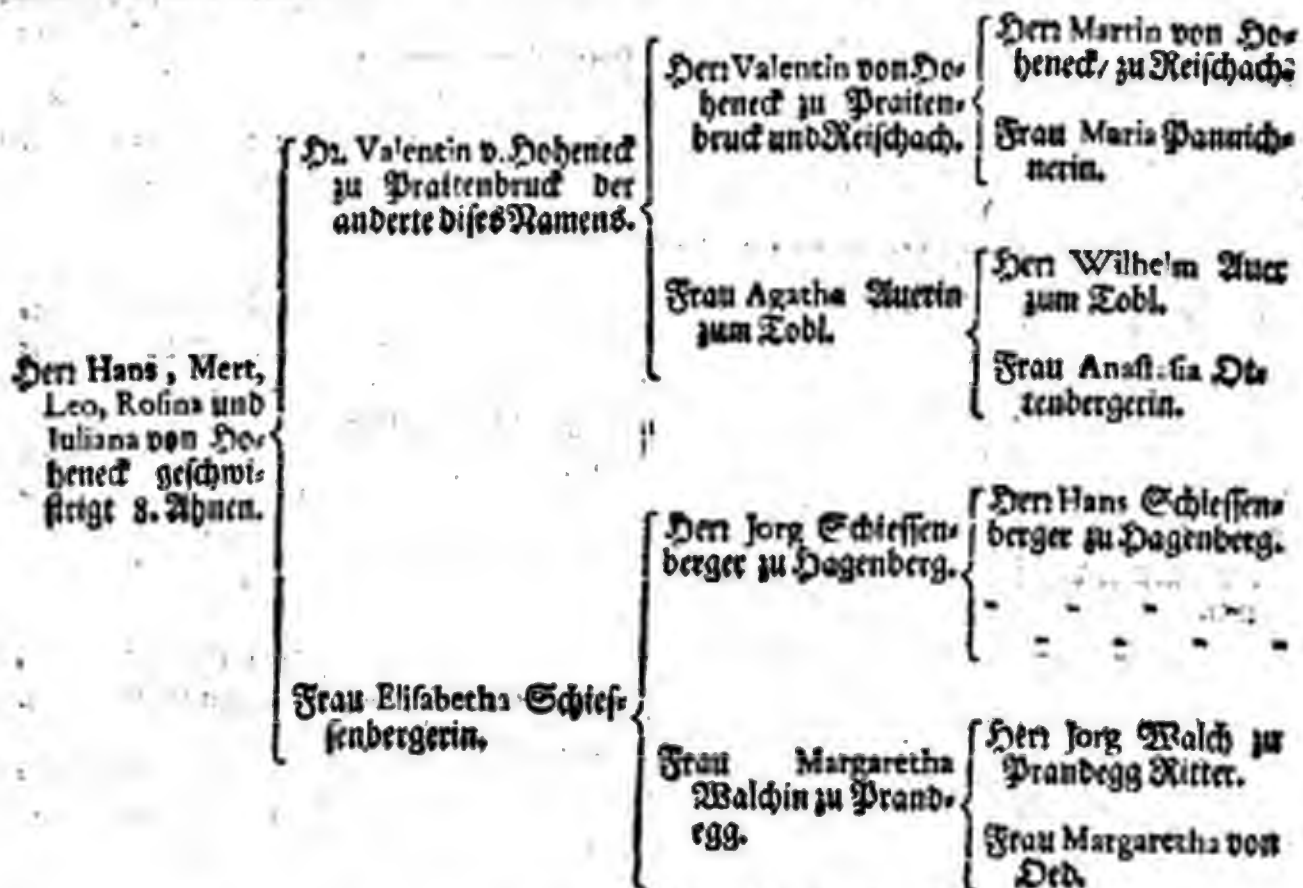 Herr Hans, Mert,
Leo, Rosina und
Iuliana von Ho-
heneck geschwi-
strigt 8. Ahnen.
Hr. Valentin v. Hoheneck
zu Praitenbruck der
anderte dises Namens.
Frau Elisabetha Schies-
senbergerin.
Herr Valentin von Ho-
heneck zu Praiten-
bruck und Reischach.
Frau Agatha Auerin
zum Tobl.
Herr Jorg Schiessen-
berger zu Hagenberg.
Frau Margaretha
Walchin zu Prand-
egg.
Herr Martin von Ho-
heneck, zu Reischach.
Frau Maria Pannich-
nerin.
Herr Wilhelm Auer
zum Tobl.
Frau Anastasia Ot-
tenbergerin.
Herr Hans Schiessen-
berger zu Hagenberg.
- - - -
- - - -
Herr Jorg Walch zu
Prandegg Ritter.
Frau Margaretha von
Oed.